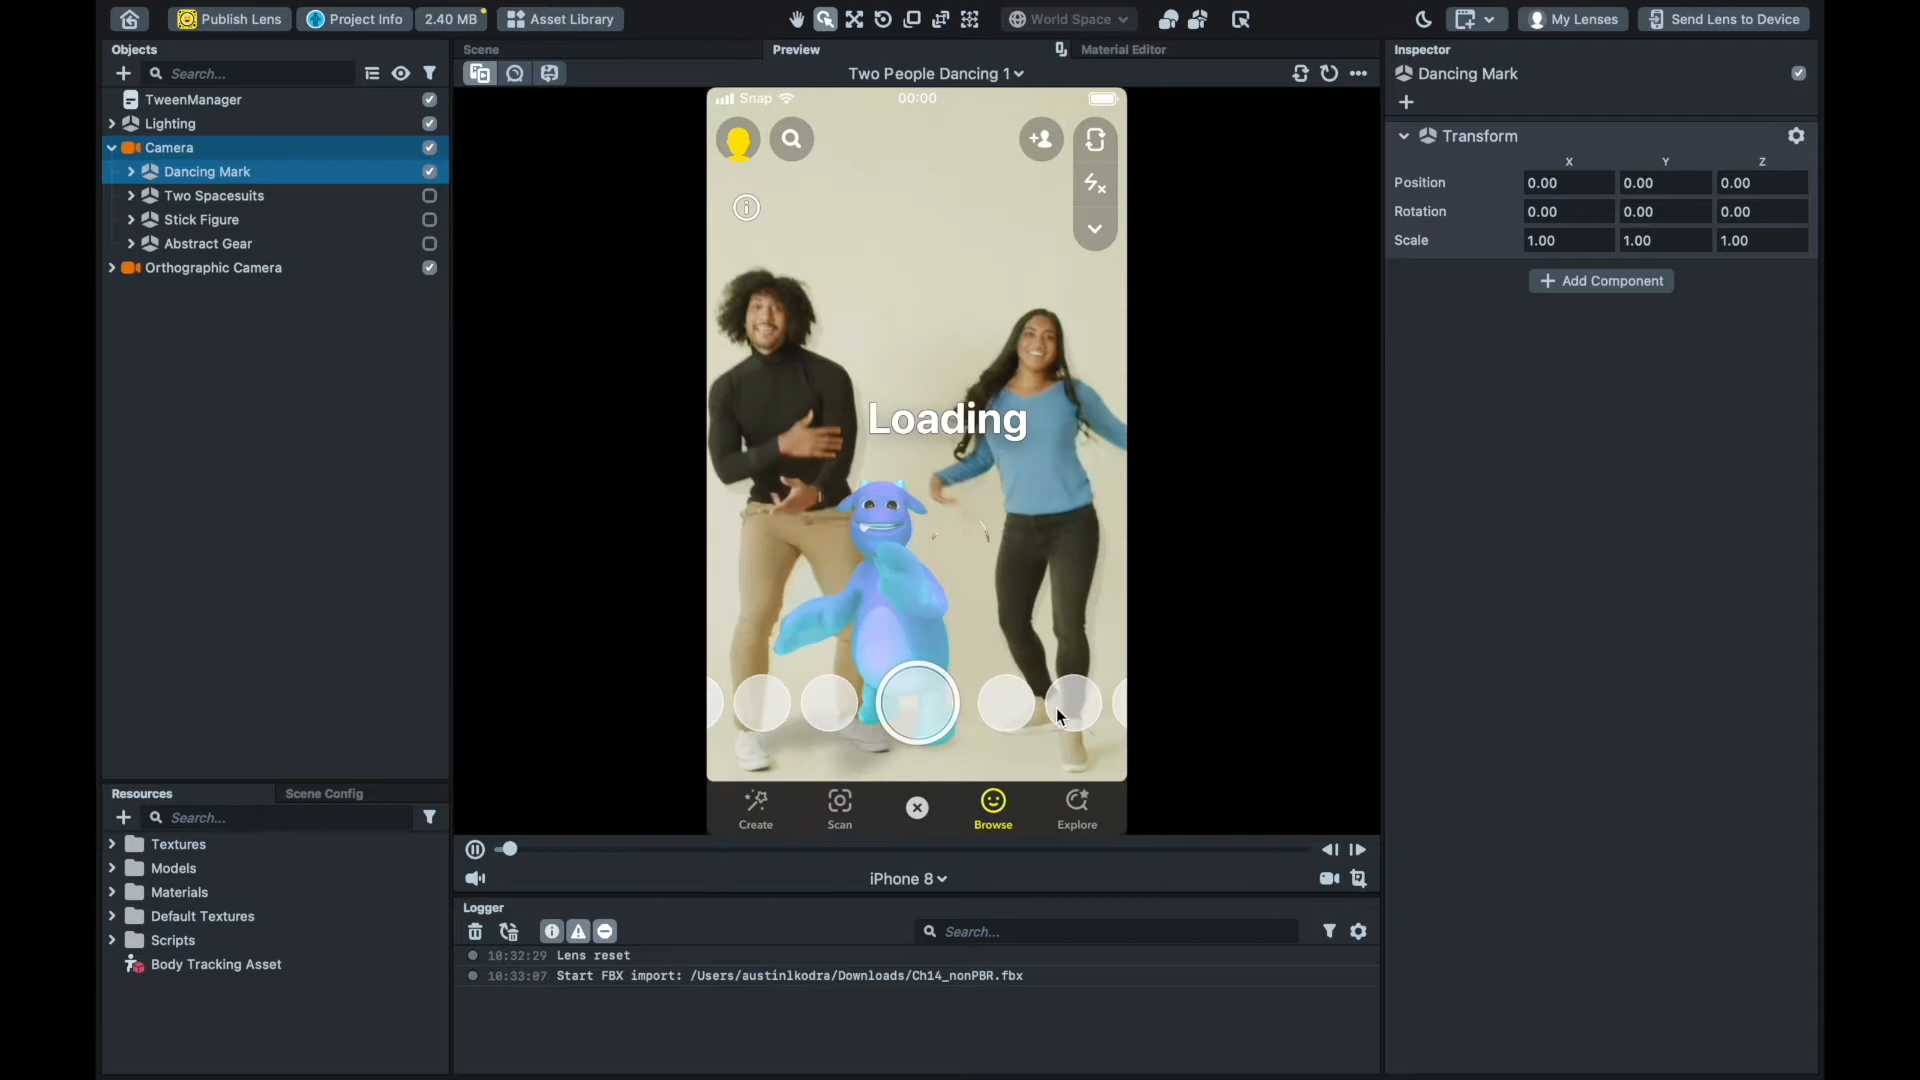 Publish Lens
Project Info
2.40 MB
Asset Library
World Space
My Lenses
Send Lens to Device
Objects
Search...
TweenManager
Lighting
Camera
Dancing Mark
Two Spacesuits
Stick Figure
Abstract Gear
Orthographic Camera
Resources
Scene Config
Search...
Textures
Models
Materials
Default Textures
Scripts
Body Tracking Asset
Scene
Preview
Material Editor
Two People Dancing 1
Snap
00:00
Loading
Create
Scan
Browse
Explore
iPhone 8
Logger
Search...
10:32:29 Lens reset
10:33:07 Start FBX import: /Users/austinlkodra/Downloads/Ch14_nonPBR.fbx
Inspector
Dancing Mark
Transform
X Y Z
Position 0.00 0.00 0.00
Rotation 0.00 0.00 0.00
Scale 1.00 1.00 1.00
Add Component